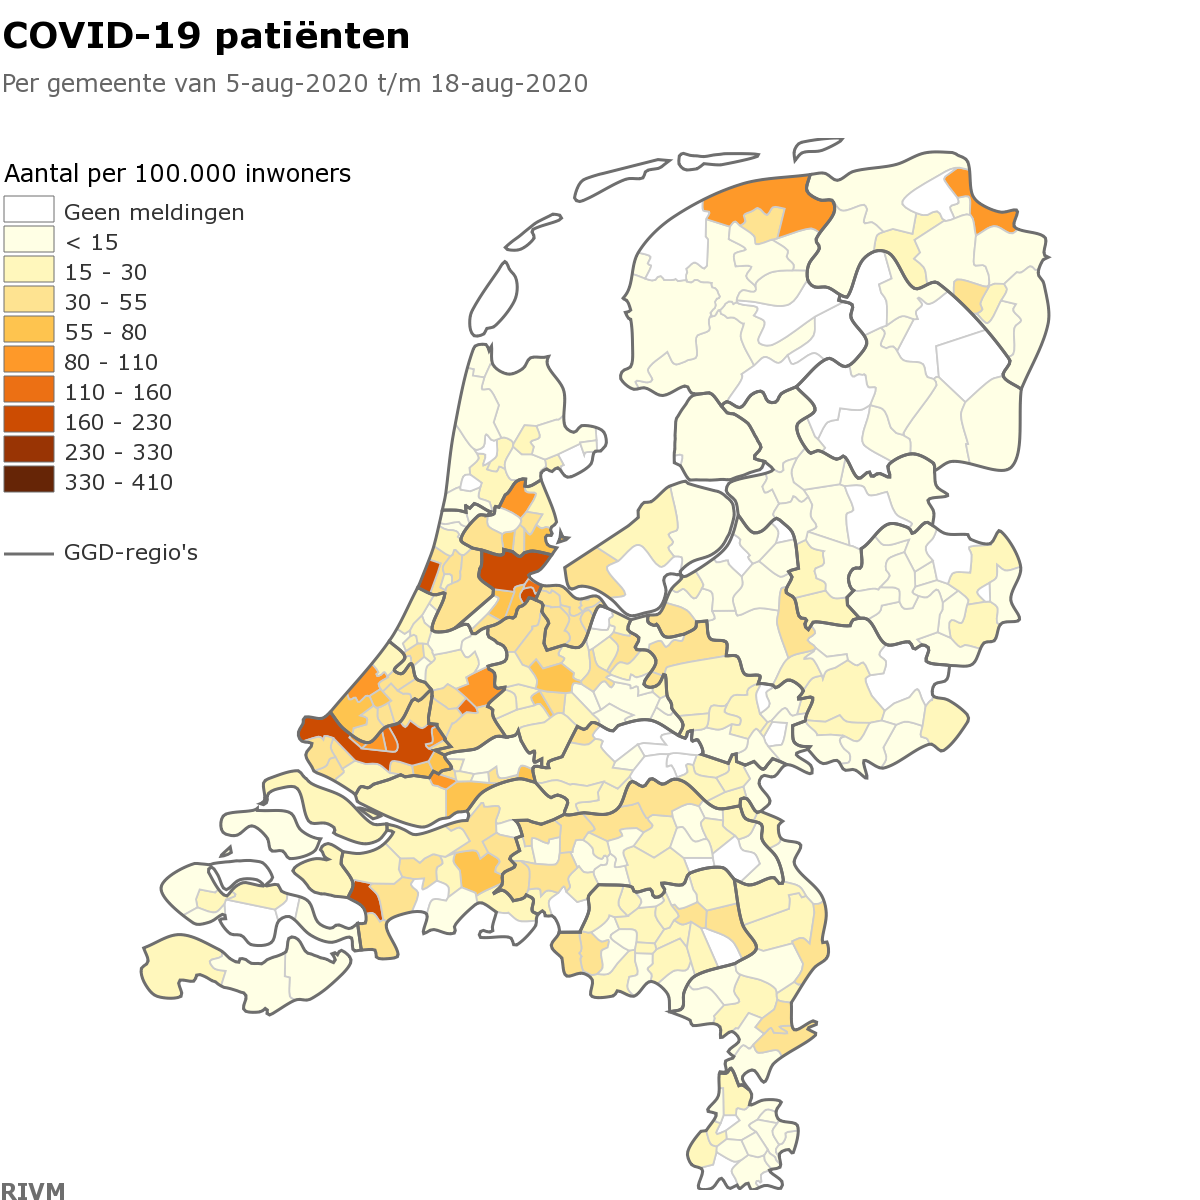 COVID-19 patiënten
Per gemeente van 5-aug-2020 t/m 18-aug-2020
Aantal per 100.000 inwoners
Geen meldingen
< 15
15 - 30
30 - 55
55 - 80
80 - 110
110 - 160
160 - 230
230 - 330
330 - 410
GGD-regio's
RIVM